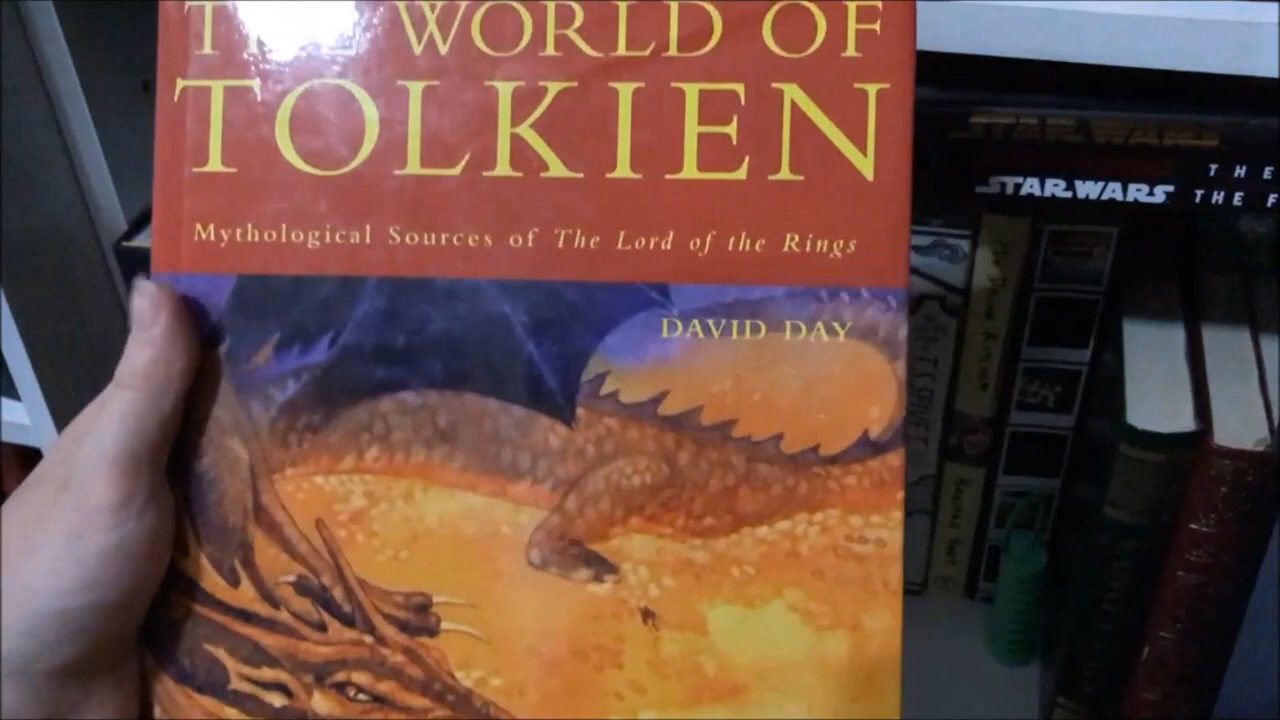 THE WORLD OF
TOLKIEN
Mythological Sources of The Lord of the Rings
DAVID DAY
STAR WARS
STAR WARS
THE
THE F